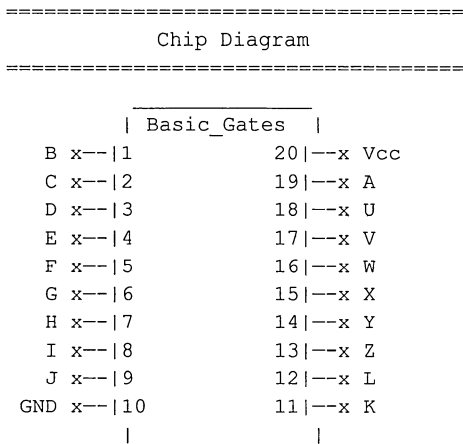 ====================================
Chip Diagram
====================================
____________
| Basic_Gates |
B x--|1 20|--x Vcc
C x--|2 19|--x A
D x--|3 18|--x U
E x--|4 17|--x V
F x--|5 16|--x W
G x--|6 15|--x X
H x--|7 14|--x Y
I x--|8 13|--x Z
J x--|9 12|--x L
GND x--|10 11|--x K
| |